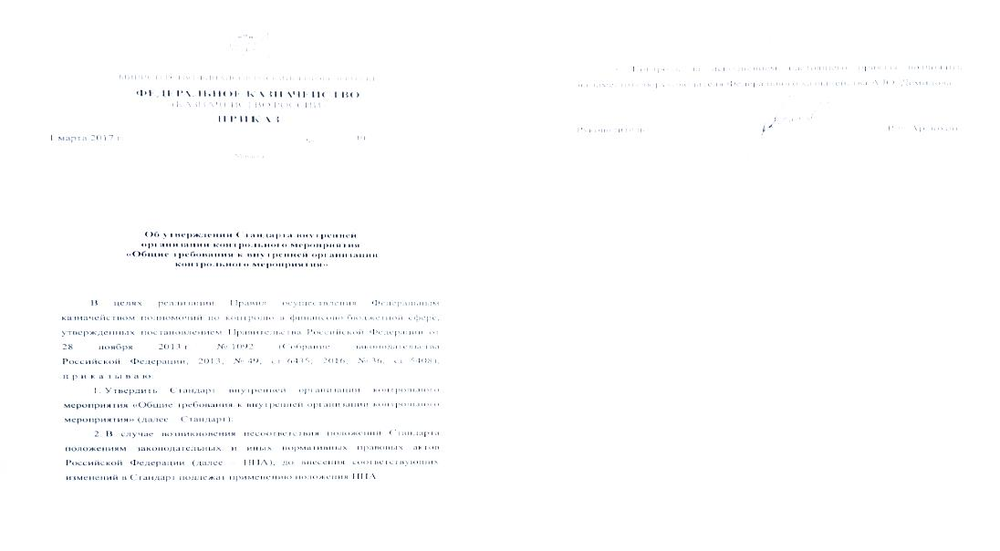 МИНИСТЕРСТВО ФИНАНСОВ РОССИЙСКОЙ ФЕДЕРАЦИИ
ФЕДЕРАЛЬНОЕ КАЗНАЧЕЙСТВО
(КАЗНАЧЕЙСТВО РОССИИ)
ПРИКАЗ
1 марта 2017 г.
Москва
Об утверждении Стандарта внутренней
организации контрольного мероприятия
«Общие требования к внутренней организации
контрольного мероприятия»
В целях реализации Правил осуществления Федеральным
казначейством полномочий по контролю в финансово-бюджетной сфере,
утвержденных постановлением Правительства Российской Федерации от
28 ноября 2013 г. № 1092 (Собрание законодательства
Российской Федерации, 2013, № 49, ст. 6435; 2016, № 36, ст. 5408),
п р и к а з ы в а ю:
1. Утвердить Стандарт внутренней организации контрольного
мероприятия «Общие требования к внутренней организации контрольного
мероприятия» (далее – Стандарт).
2. В случае возникновения несоответствия положений Стандарта
положениям законодательных и иных нормативных правовых актов
Российской Федерации (далее – НПА), до внесения соответствующих
изменений в Стандарт подлежат применению положения НПА.
Контроль за исполнением настоящего приказа возложить
на заместителя руководителя Федерального казначейства А.Ю. Демидова.
Руководитель Р.Е. Артюхин